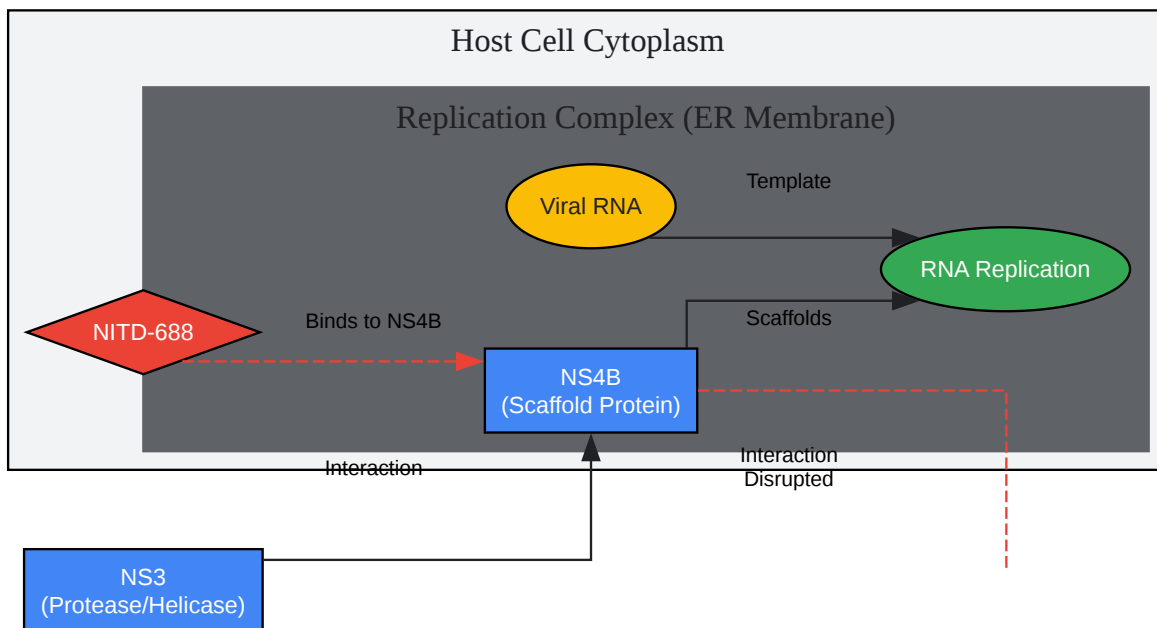 Host Cell Cytoplasm
Replication Complex (ER Membrane)
Template
Viral RNA
RNA Replication
Binds to NS4B
Scaffolds
NITD-688
NS4B
(Scaffold Protein)
Interaction
Interaction
Disrupted
NS3
(Protease/Helicase)